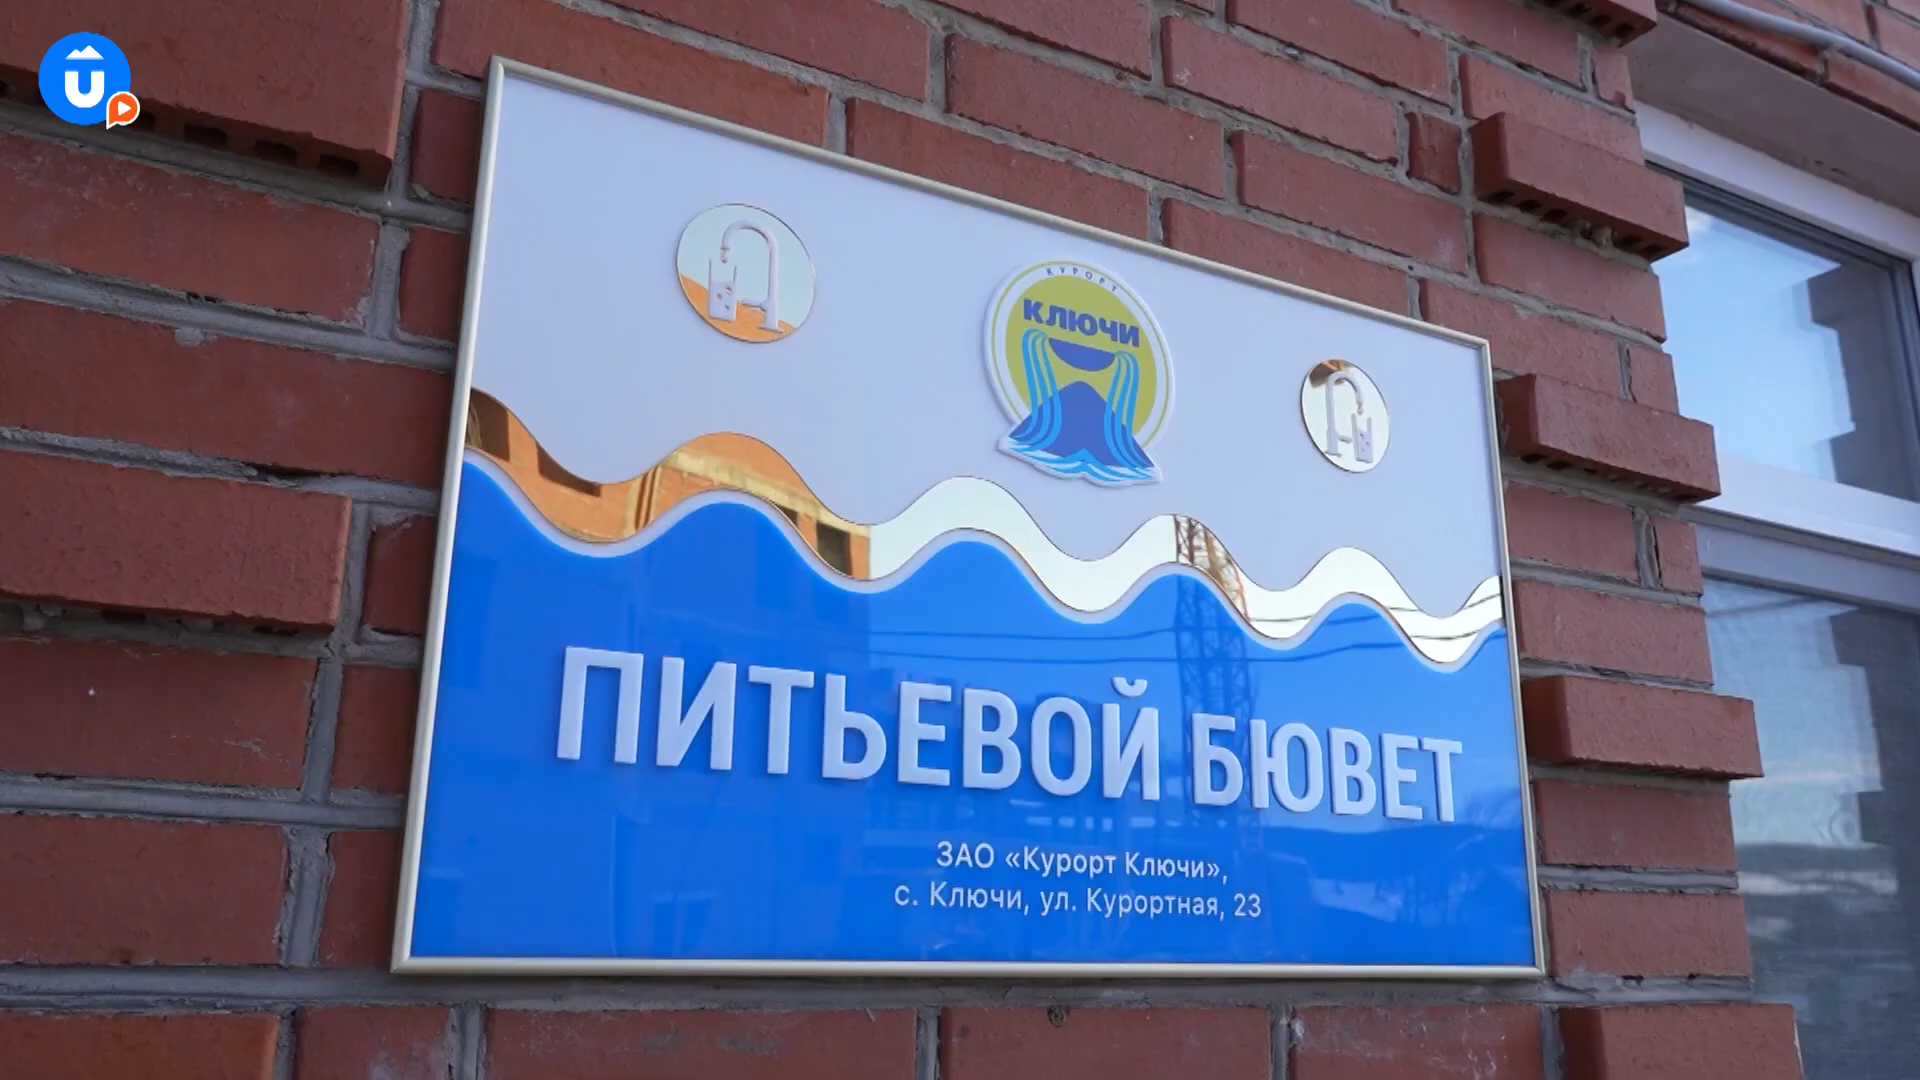 КУРОРТ
КЛЮЧИ
ПИТЬЕВОЙ БЮВЕТ
ЗАО «Курорт Ключи»,
с. Ключи, ул. Курортная, 23